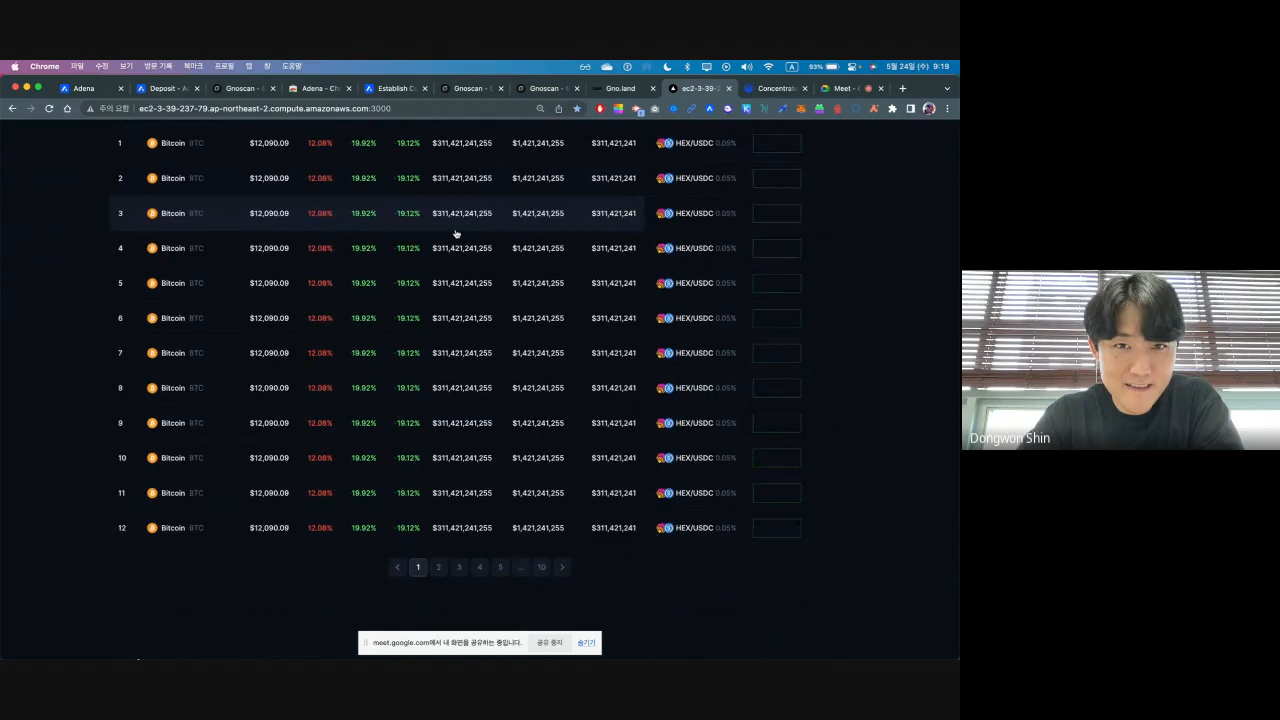 Chrome 파일 수정 보기 방문 기록 북마크 프로필 탭 창 도움말 93% A 5월 24일 (수) 9:19
Adena Deposit - Ac Gnoscan - G Adena - Ch Establish Co Gnoscan - G Gnoscan - G Gno.land ec2-3-39-2 Concentrat Meet - G
주의 요함 ec2-3-39-237-79.ap-northeast-2.compute.amazonaws.com:3000
1 Bitcoin BTC $12,090.09 12.08% 19.92% -19.12% $311,421,241,255 $1,421,241,255 $311,421,241 HEX/USDC 0.05%
2 Bitcoin BTC $12,090.09 12.08% 19.92% -19.12% $311,421,241,255 $1,421,241,255 $311,421,241 HEX/USDC 0.05%
3 Bitcoin BTC $12,090.09 12.08% 19.92% -19.12% $311,421,241,255 $1,421,241,255 $311,421,241 HEX/USDC 0.05%
4 Bitcoin BTC $12,090.09 12.08% 19.92% -19.12% $311,421,241,255 $1,421,241,255 $311,421,241 HEX/USDC 0.05%
5 Bitcoin BTC $12,090.09 12.08% 19.92% -19.12% $311,421,241,255 $1,421,241,255 $311,421,241 HEX/USDC 0.05%
6 Bitcoin BTC $12,090.09 12.08% 19.92% -19.12% $311,421,241,255 $1,421,241,255 $311,421,241 HEX/USDC 0.05%
7 Bitcoin BTC $12,090.09 12.08% 19.92% -19.12% $311,421,241,255 $1,421,241,255 $311,421,241 HEX/USDC 0.05%
8 Bitcoin BTC $12,090.09 12.08% 19.92% -19.12% $311,421,241,255 $1,421,241,255 $311,421,241 HEX/USDC 0.05%
9 Bitcoin BTC $12,090.09 12.08% 19.92% -19.12% $311,421,241,255 $1,421,241,255 $311,421,241 HEX/USDC 0.05%
10 Bitcoin BTC $12,090.09 12.08% 19.92% -19.12% $311,421,241,255 $1,421,241,255 $311,421,241 HEX/USDC 0.05%
11 Bitcoin BTC $12,090.09 12.08% 19.92% -19.12% $311,421,241,255 $1,421,241,255 $311,421,241 HEX/USDC 0.05%
12 Bitcoin BTC $12,090.09 12.08% 19.92% -19.12% $311,421,241,255 $1,421,241,255 $311,421,241 HEX/USDC 0.05%
1 2 3 4 5 ... 10
meet.google.com에서 내 화면을 공유하는 중입니다. 공유 중지 숨기기
Dongwon Shin